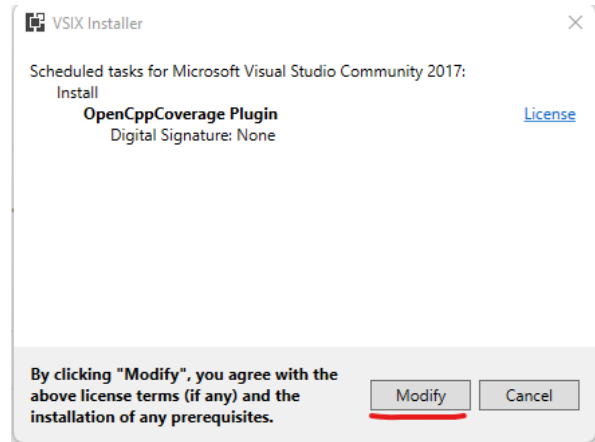 VSIX Installer
Scheduled tasks for Microsoft Visual Studio Community 2017:
Install
OpenCppCoverage Plugin License
Digital Signature: None
By clicking "Modify", you agree with the
above license terms (if any) and the
installation of any prerequisites.
Modify Cancel